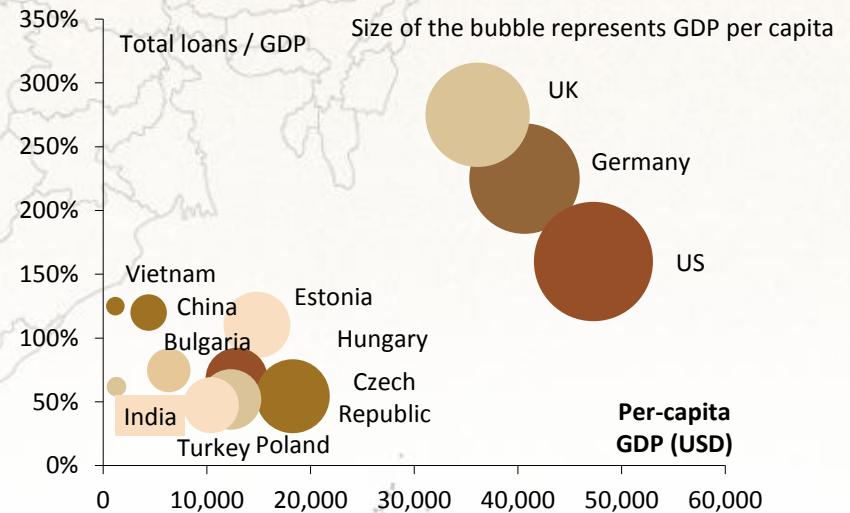 350%
Total loans / GDP
Size of the bubble represents GDP per capita
300%
UK
250%
Germany
200%
US
150%
Vietnam
China
Estonia
100%
Bulgaria
Hungary
Czech
Republic
50%
India
Turkey
Poland
Per-capita
GDP (USD)
0%
0
10,000
20,000
30,000
40,000
50,000
60,000